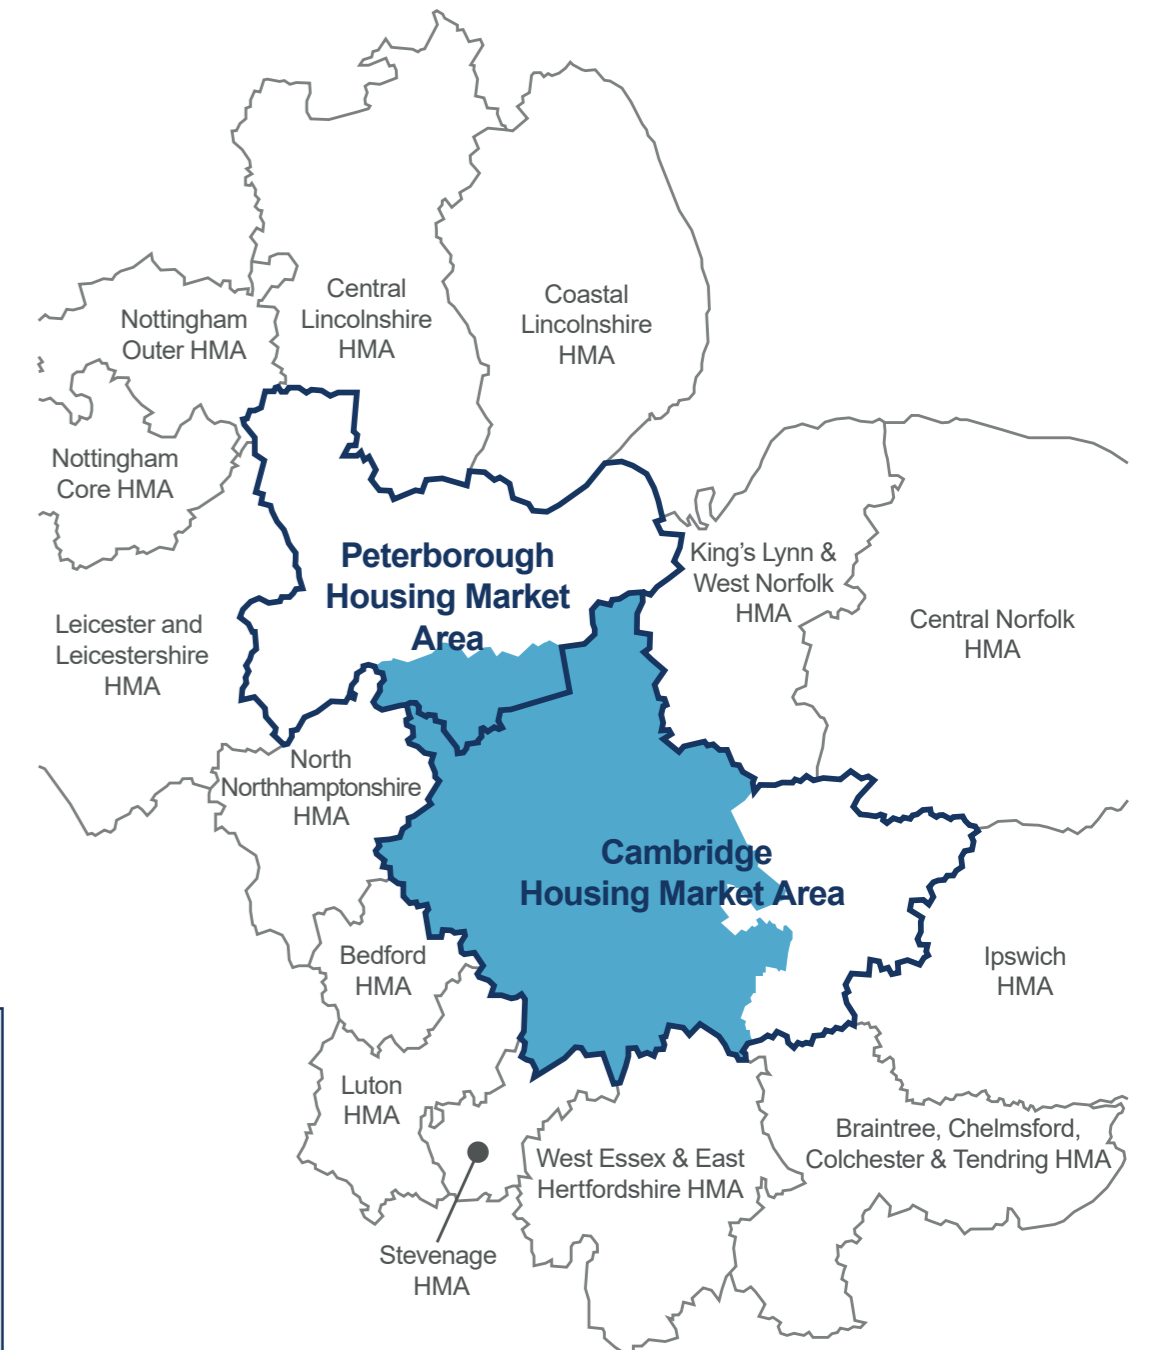 Central
Lincolnshire
HMA
Coastal
Lincolnshire
HMA
Nottingham
Outer HMA
Nottingham
Core HMA
Peterborough
Housing Market
Area
King's Lynn &
West Norfolk
HMA
Central Norfolk
HMA
Leicester and
Leicestershire
HMA
North
Northhamptonshire
HMA
Cambridge
Housing Market Area
Bedford
HMA
Ipswich
HMA
Luton
HMA
West Essex & East
Hertfordshire HMA
Braintree, Chelmsford,
Colchester & Tendring HMA
Stevenage
HMA